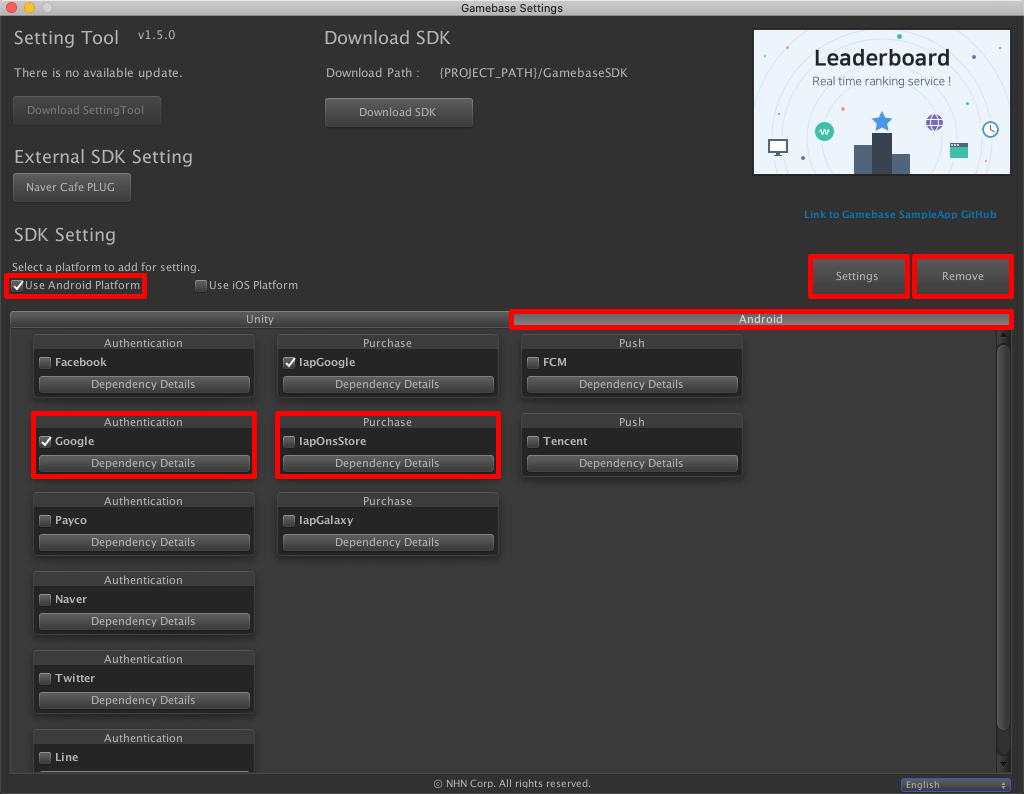 Gamebase Settings
Setting Tool v1.5.0
There is no available update.
Download SettingTool
Download SDK
Download Path : {PROJECT_PATH}/GamebaseSDK
Download SDK
Leaderboard
Real time ranking service !
External SDK Setting
Naver Cafe PLUG
Link to Gamebase SampleApp GitHub
SDK Setting
Select a platform to add for setting.
Use Android Platform
Use iOS Platform
Settings
Remove
Unity
Android
Authentication
Facebook
Dependency Details
Purchase
IapGoogle
Dependency Details
Push
FCM
Dependency Details
Authentication
Google
Dependency Details
Purchase
IapOnsStore
Dependency Details
Push
Tencent
Dependency Details
Authentication
Payco
Dependency Details
Purchase
IapGalaxy
Dependency Details
Authentication
Naver
Dependency Details
Authentication
Twitter
Dependency Details
Authentication
Line
© NHN Corp. All rights reserved.
English